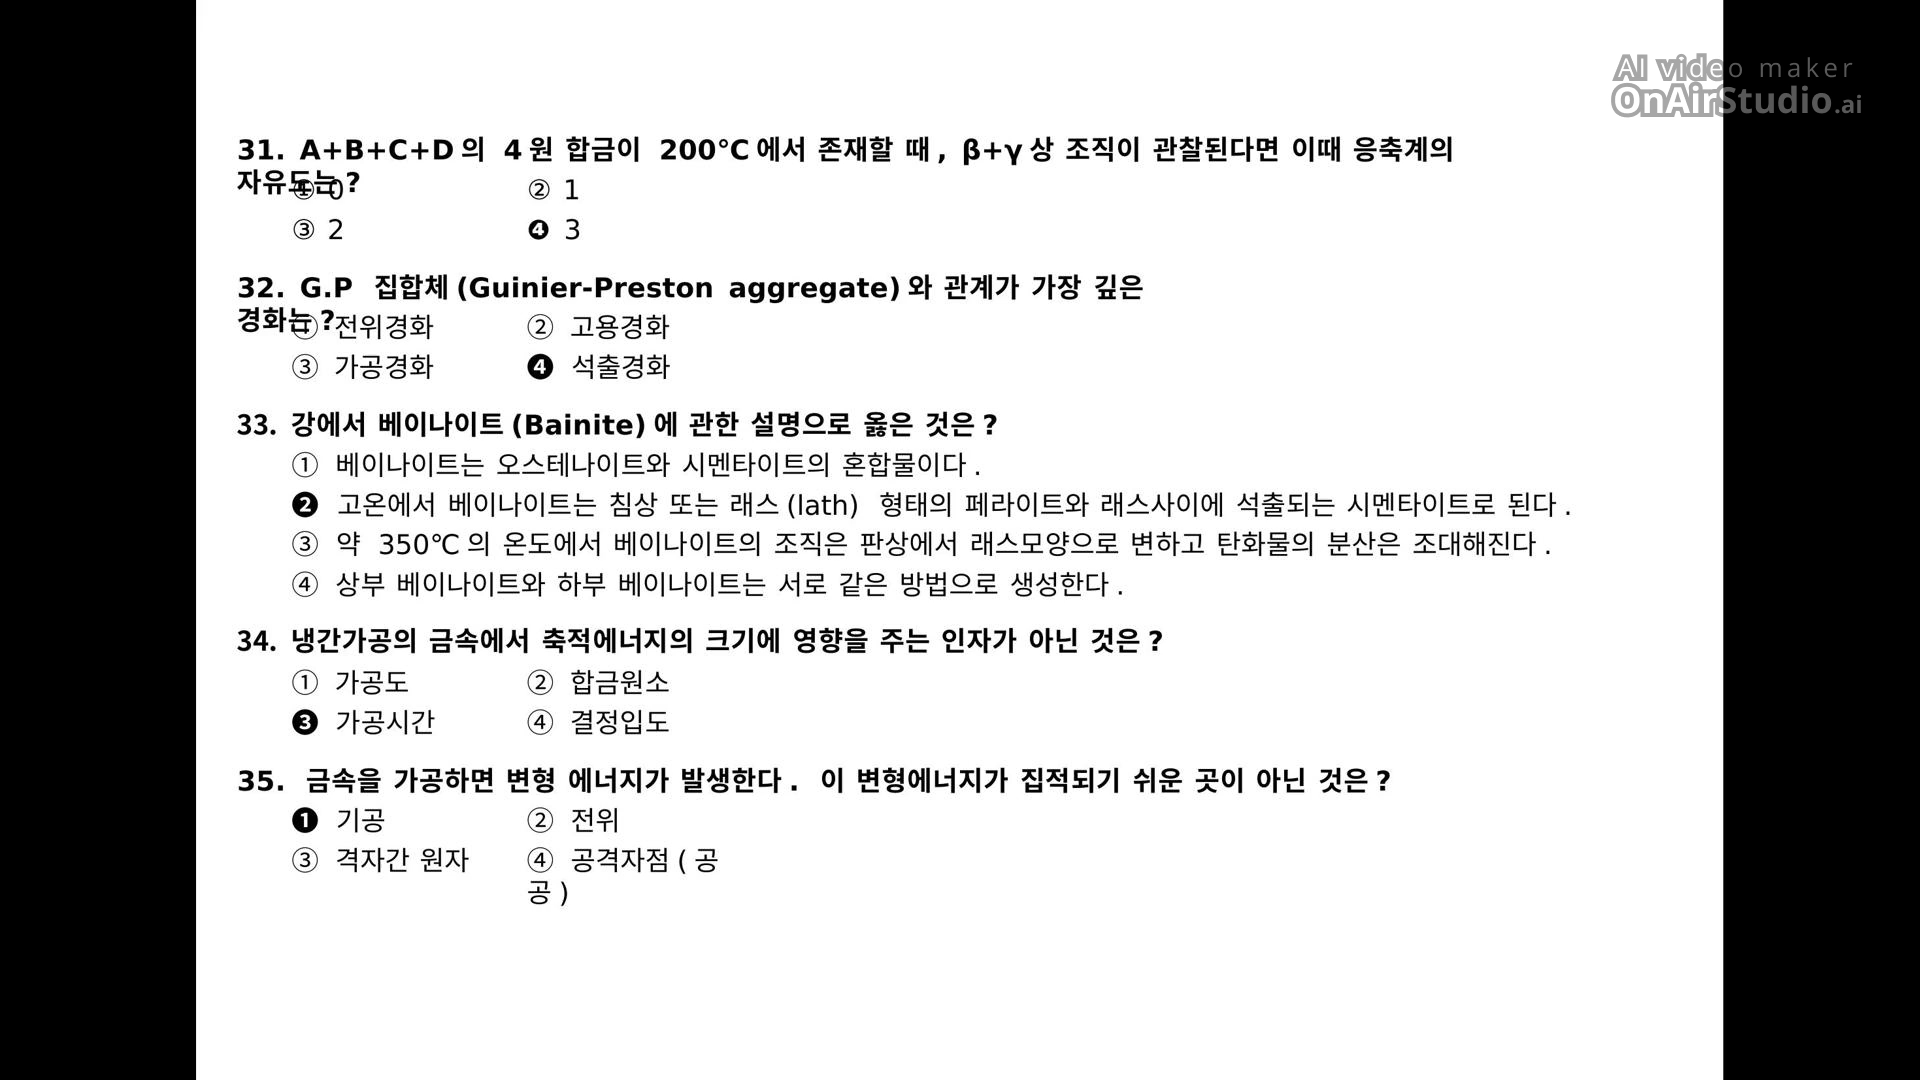 AI video maker
OnAirStudio.ai
31. A+B+C+D의 4원 합금이 200℃에서 존재할 때, β+γ상 조직이 관찰된다면 이때 응축계의
자유도는?
① 0 ② 1
③ 2 ❹ 3
32. G.P 집합체(Guinier-Preston aggregate)와 관계가 가장 깊은
경화는?
① 전위경화 ② 고용경화
③ 가공경화 ❹ 석출경화
33. 강에서 베이나이트(Bainite)에 관한 설명으로 옳은 것은?
① 베이나이트는 오스테나이트와 시멘타이트의 혼합물이다.
❷ 고온에서 베이나이트는 침상 또는 래스(lath) 형태의 페라이트와 래스사이에 석출되는 시멘타이트로 된다.
③ 약 350℃의 온도에서 베이나이트의 조직은 판상에서 래스모양으로 변하고 탄화물의 분산은 조대해진다.
④ 상부 베이나이트와 하부 베이나이트는 서로 같은 방법으로 생성한다.
34. 냉간가공의 금속에서 축적에너지의 크기에 영향을 주는 인자가 아닌 것은?
① 가공도 ② 합금원소
❸ 가공시간 ④ 결정입도
35. 금속을 가공하면 변형 에너지가 발생한다. 이 변형에너지가 집적되기 쉬운 곳이 아닌 것은?
❶ 기공 ② 전위
③ 격자간 원자 ④ 공격자점(공
공)